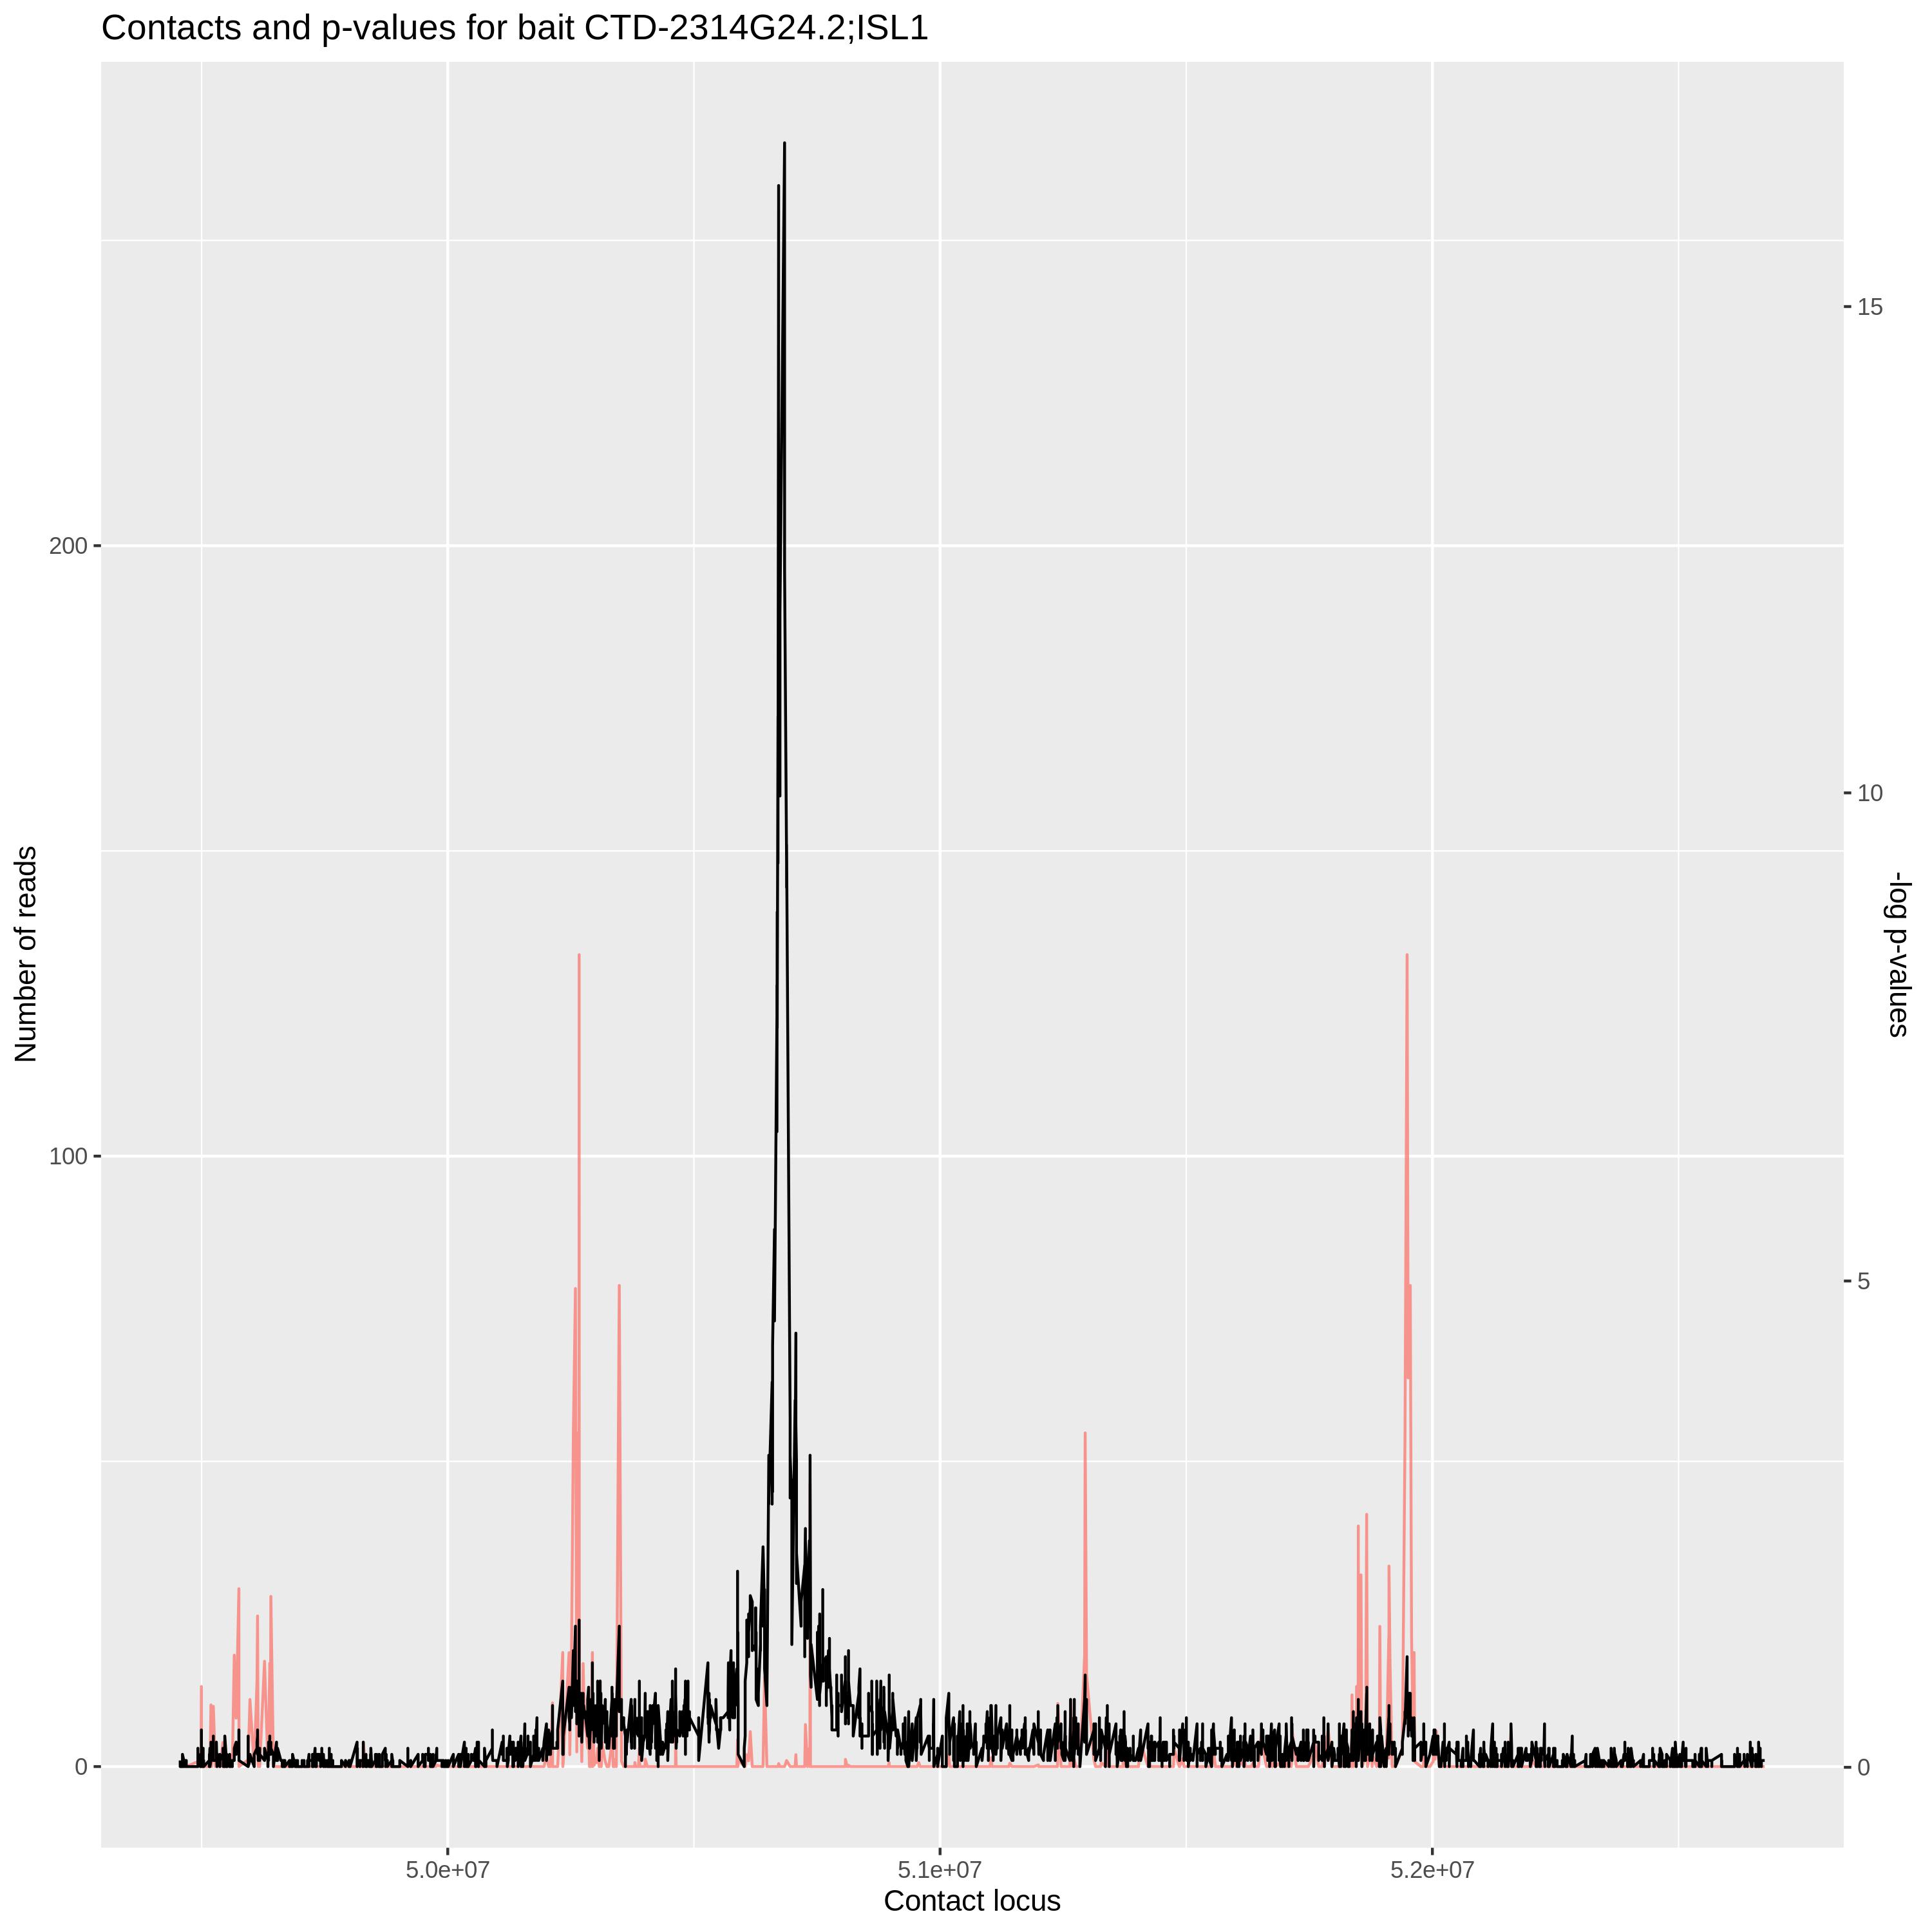 Contacts and p-values for bait CTD-2314G24.2;ISL1
Number of reads
200
100
0
15
10
5
0
-log p-values
5.0e+07 5.1e+07 5.2e+07
Contact locus